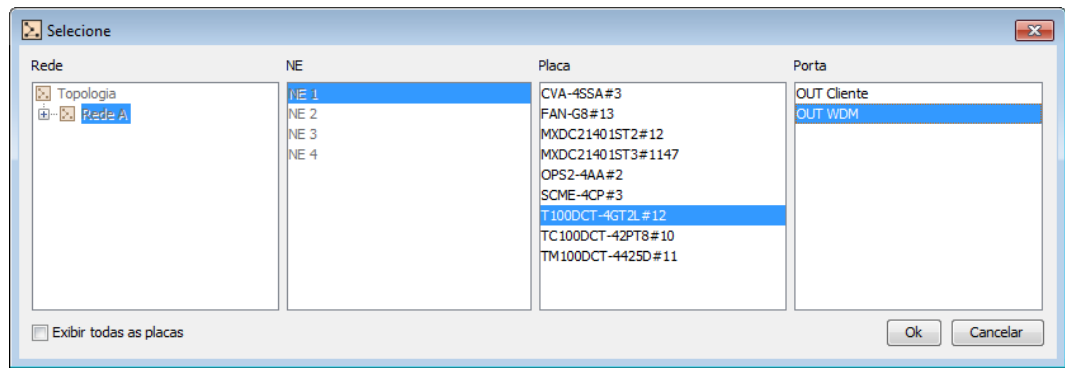 Selecione
Rede
NE
Placa
Porta
Topologia
Rede A
NE 1
NE 2
NE 3
NE 4
CVA-4SSA#3
FAN-G8#13
MXDC21401ST2#12
MXDC21401ST3#1147
OPS2-4AA#2
SCME-4CP#3
T100DCT-4GT2L#12
TC100DCT-42PT8#10
TM100DCT-4425D#11
OUT Cliente
OUT WDM
Exibir todas as placas
Ok
Cancelar